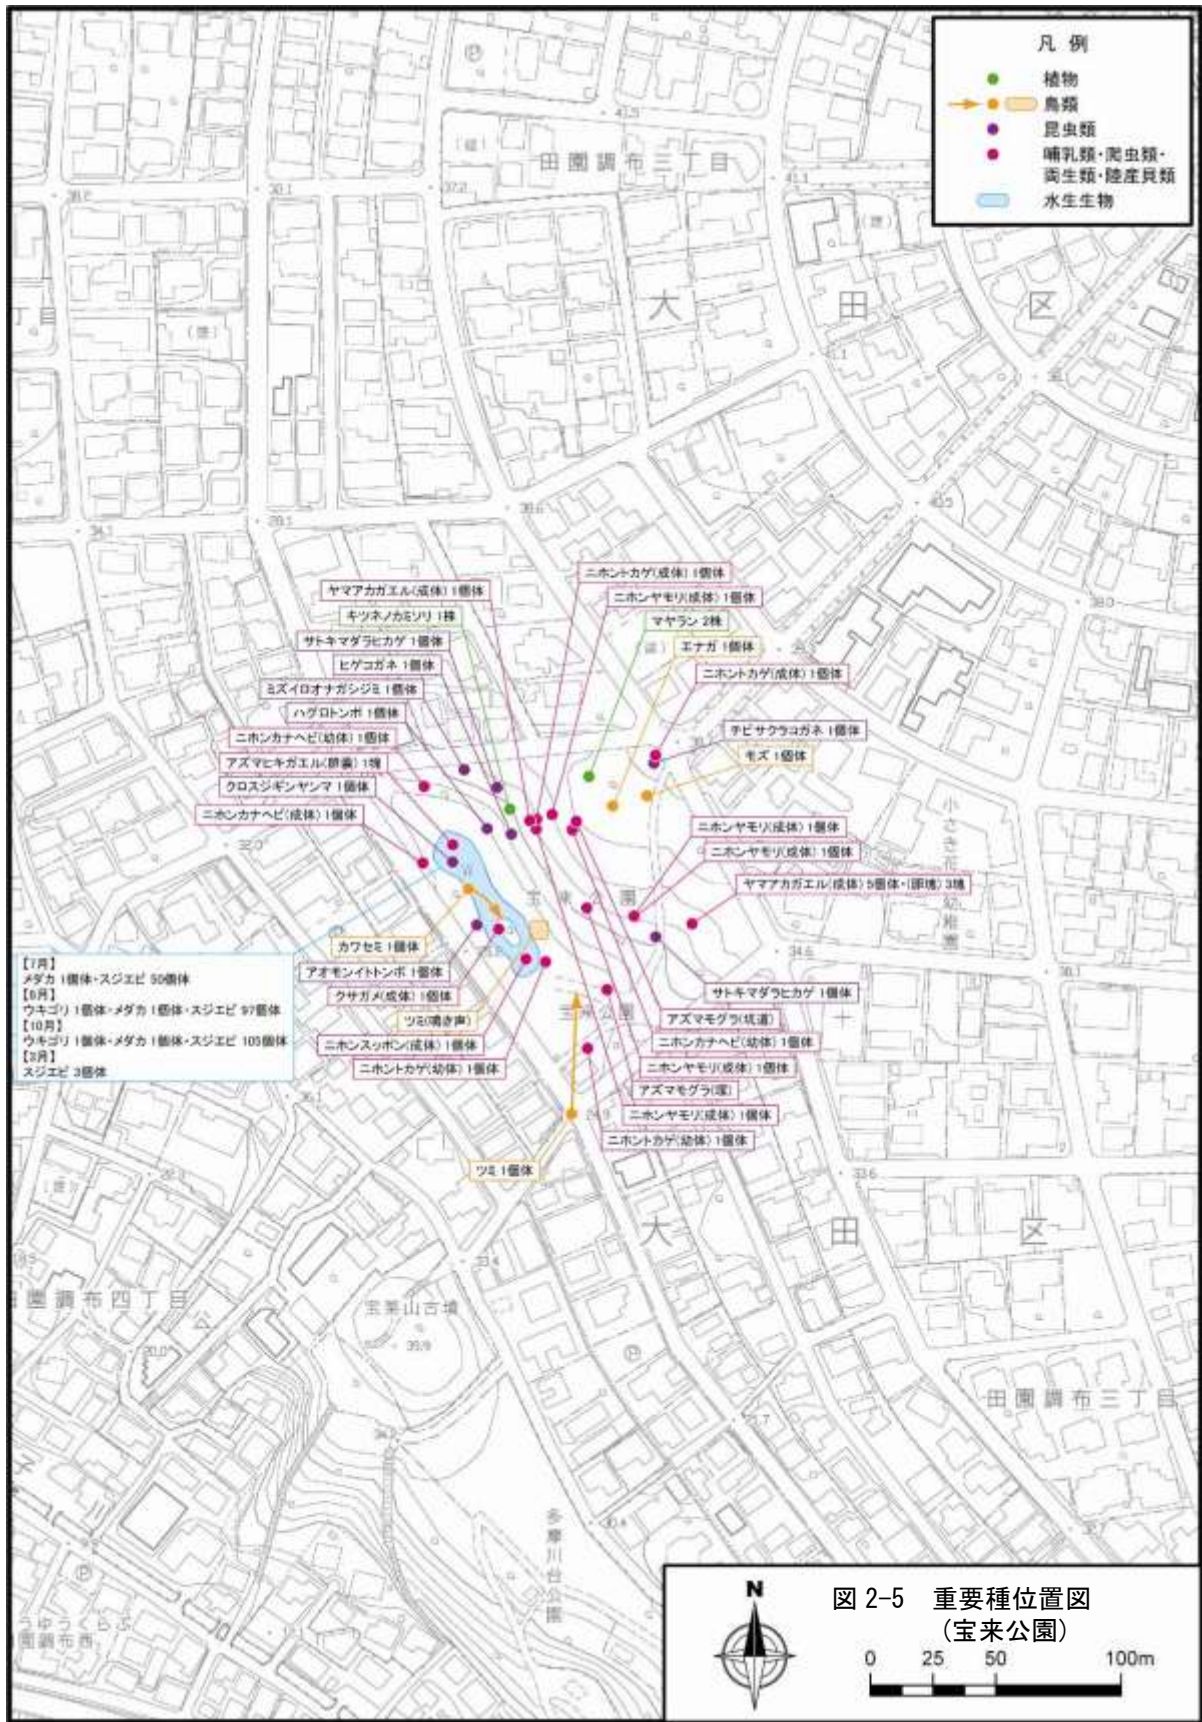 凡 例
植物
鳥類
昆虫類
哺乳類・爬虫類・
両生類・陸産貝類
水生生物
田園調布三丁目
大 田 区
ヤマアカガエル(成体) 1個体
キツネノカミソリ 1株
サトキマダラヒカゲ 1個体
ヒゲコガネ 1個体
ミズイロオナガシジミ 1個体
ハグロトンボ 1個体
ニホンカナヘビ(幼体) 1個体
アズマヒキガエル(卵嚢) 1塊
クロスジギンヤンマ 1個体
ニホンカナヘビ(成体) 1個体
ニホントカゲ(成体) 1個体
ニホンヤモリ(成体) 1個体
マヤラン 2株
エナガ 1個体
ニホントカゲ(成体) 1個体
チビサクラコガネ 1個体
モズ 1個体
ニホンヤモリ(成体) 1個体
ニホンヤモリ(成体) 1個体
ヤマアカガエル(成体) 5個体・(卵塊) 3塊
サトキマダラヒカゲ 1個体
宝来公園
宝来公園
カワセミ 1個体
アオモンイトトンボ 1個体
クサガメ(成体) 1個体
ツミ(鳴き声)
ニホンスッポン(成体) 1個体
ニホントカゲ(幼体) 1個体
アズマモグラ(坑道)
ニホンカナヘビ(幼体) 1個体
ニホンヤモリ(成体) 1個体
アズマモグラ(塚)
ニホンヤモリ(成体) 1個体
ニホントカゲ(幼体) 1個体
ツミ 1個体
【7月】
メダカ 1個体・スジエビ 50個体
ウキゴリ 1個体・メダカ 1個体・スジエビ 97個体
【10月】
ウキゴリ 1個体・メダカ 1個体・スジエビ 105個体
【3月】
スジエビ 3個体
大 田 区
園調布四丁目
宝莱山古墳
田園調布三丁目
多摩川台公園
N
図 2-5 重要種位置図
(宝来公園)
0 25 50 100m